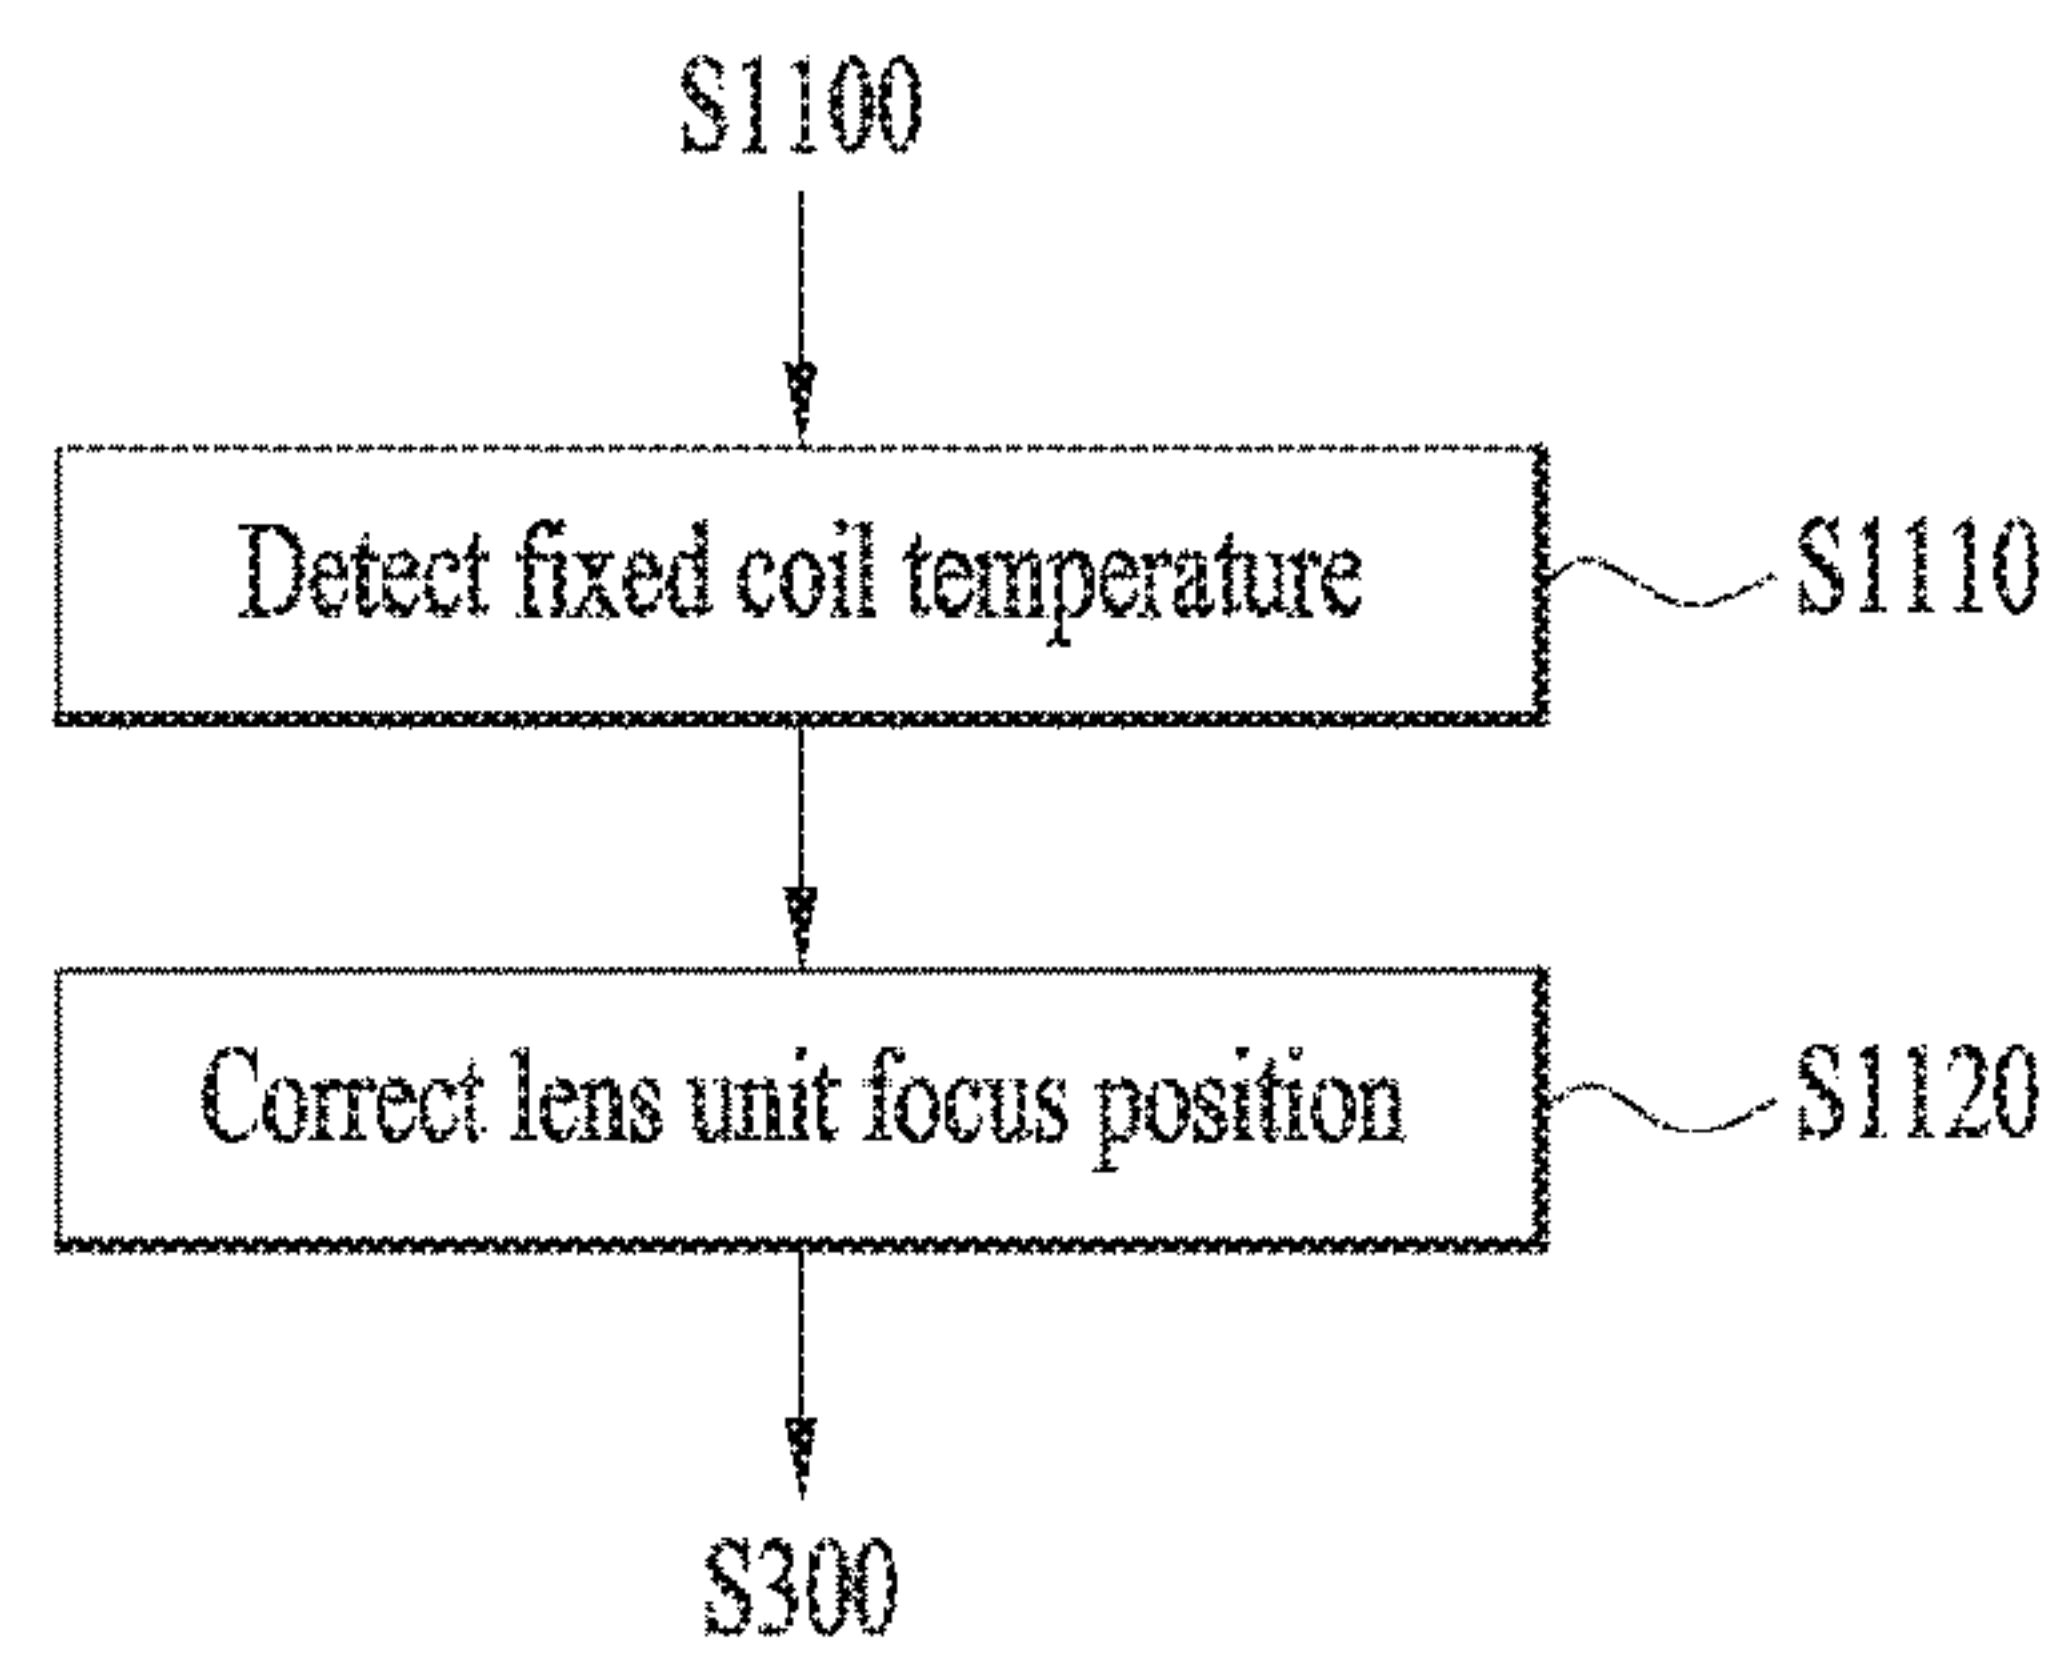 S1100
Detect fixed coil temperature
S1110
Correct lens unit focus position
S1120
S300